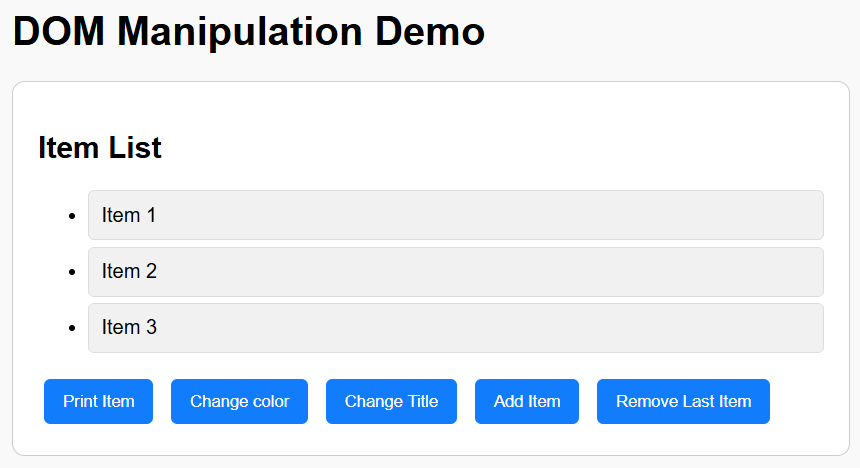 DOM Manipulation Demo
Item List
Item 1
Item 2
Item 3
Print Item Change color Change Title Add Item Remove Last Item